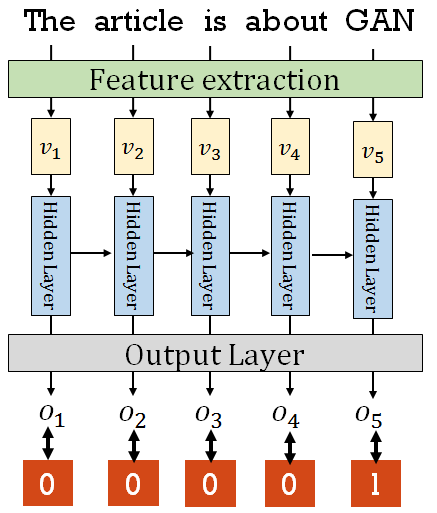 The article is about GAN
Feature extraction
v1 v2 v3 v4 v5
Hidden Layer Hidden Layer Hidden Layer Hidden Layer Hidden Layer
Output Layer
o1 o2 o3 o4 o5
0 0 0 0 1